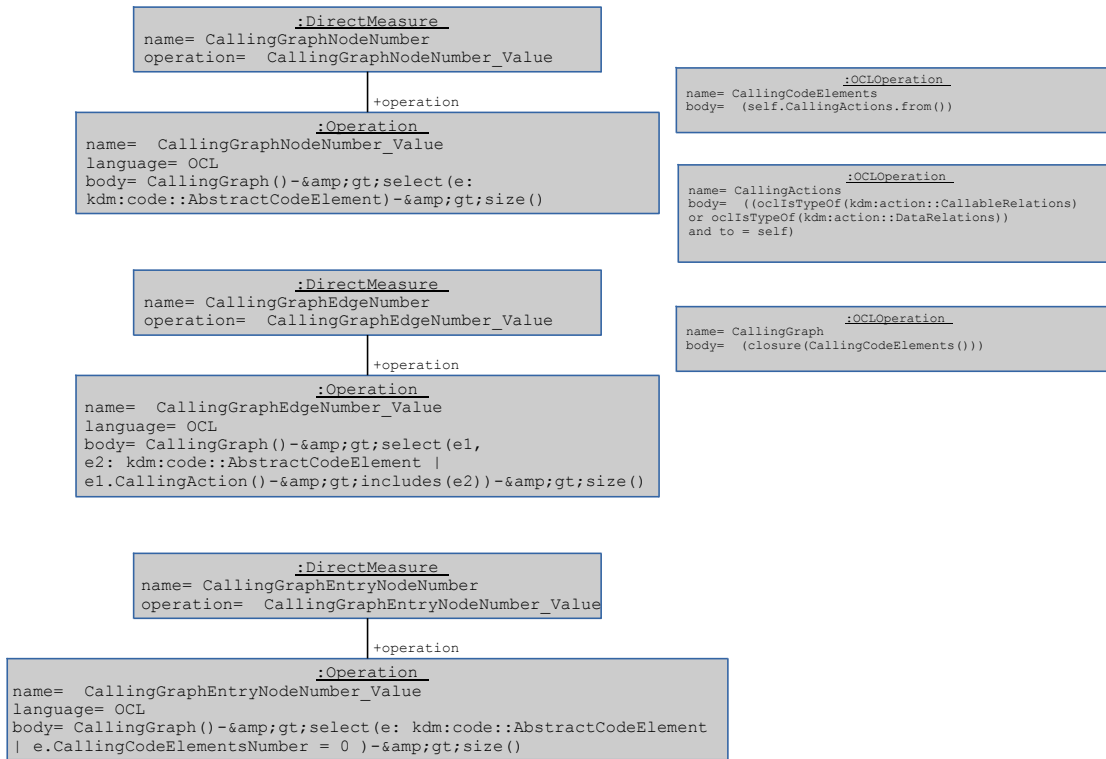 :DirectMeasure
name= CallingGraphNodeNumber
operation=  CallingGraphNodeNumber_Value
+operation
:Operation
name=  CallingGraphNodeNumber_Value
language= OCL
body= CallingGraph()-&amp;gt;select(e:
kdm:code::AbstractCodeElement)-&amp;gt;size()
:DirectMeasure
name= CallingGraphEdgeNumber
operation=  CallingGraphEdgeNumber_Value
+operation
:Operation
name=  CallingGraphEdgeNumber_Value
language= OCL
body= CallingGraph()-&amp;gt;select(e1,
e2: kdm:code::AbstractCodeElement |
e1.CallingAction()-&amp;gt;includes(e2))-&amp;gt;size()
:DirectMeasure
name= CallingGraphEntryNodeNumber
operation=  CallingGraphEntryNodeNumber_Value
+operation
:Operation
name=  CallingGraphEntryNodeNumber_Value
language= OCL
body= CallingGraph()-&amp;gt;select(e: kdm:code::AbstractCodeElement
| e.CallingCodeElementsNumber = 0 )-&amp;gt;size()
:OCLOperation
name= CallingCodeElements
body=  (self.CallingActions.from())
:OCLOperation
name= CallingActions
body=  ((oclIsTypeOf(kdm:action::CallableRelations)
or oclIsTypeOf(kdm:action::DataRelations))
and to = self)
:OCLOperation
name= CallingGraph
body=  (closure(CallingCodeElements()))